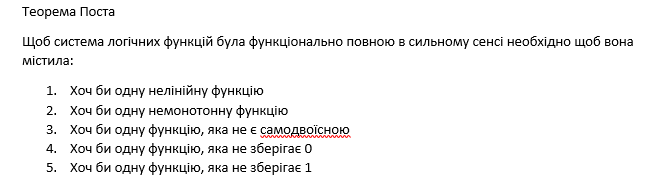 Теорема Поста
Щоб система логічних функцій була функціонально повною в сильному сенсі необхідно щоб вона
містила:
1. Хоч би одну нелінійну функцію
2. Хоч би одну немонотонну функцію
3. Хоч би одну функцію, яка не є самодвоїсною
4. Хоч би одну функцію, яка не зберігає 0
5. Хоч би одну функцію, яка не зберігає 1